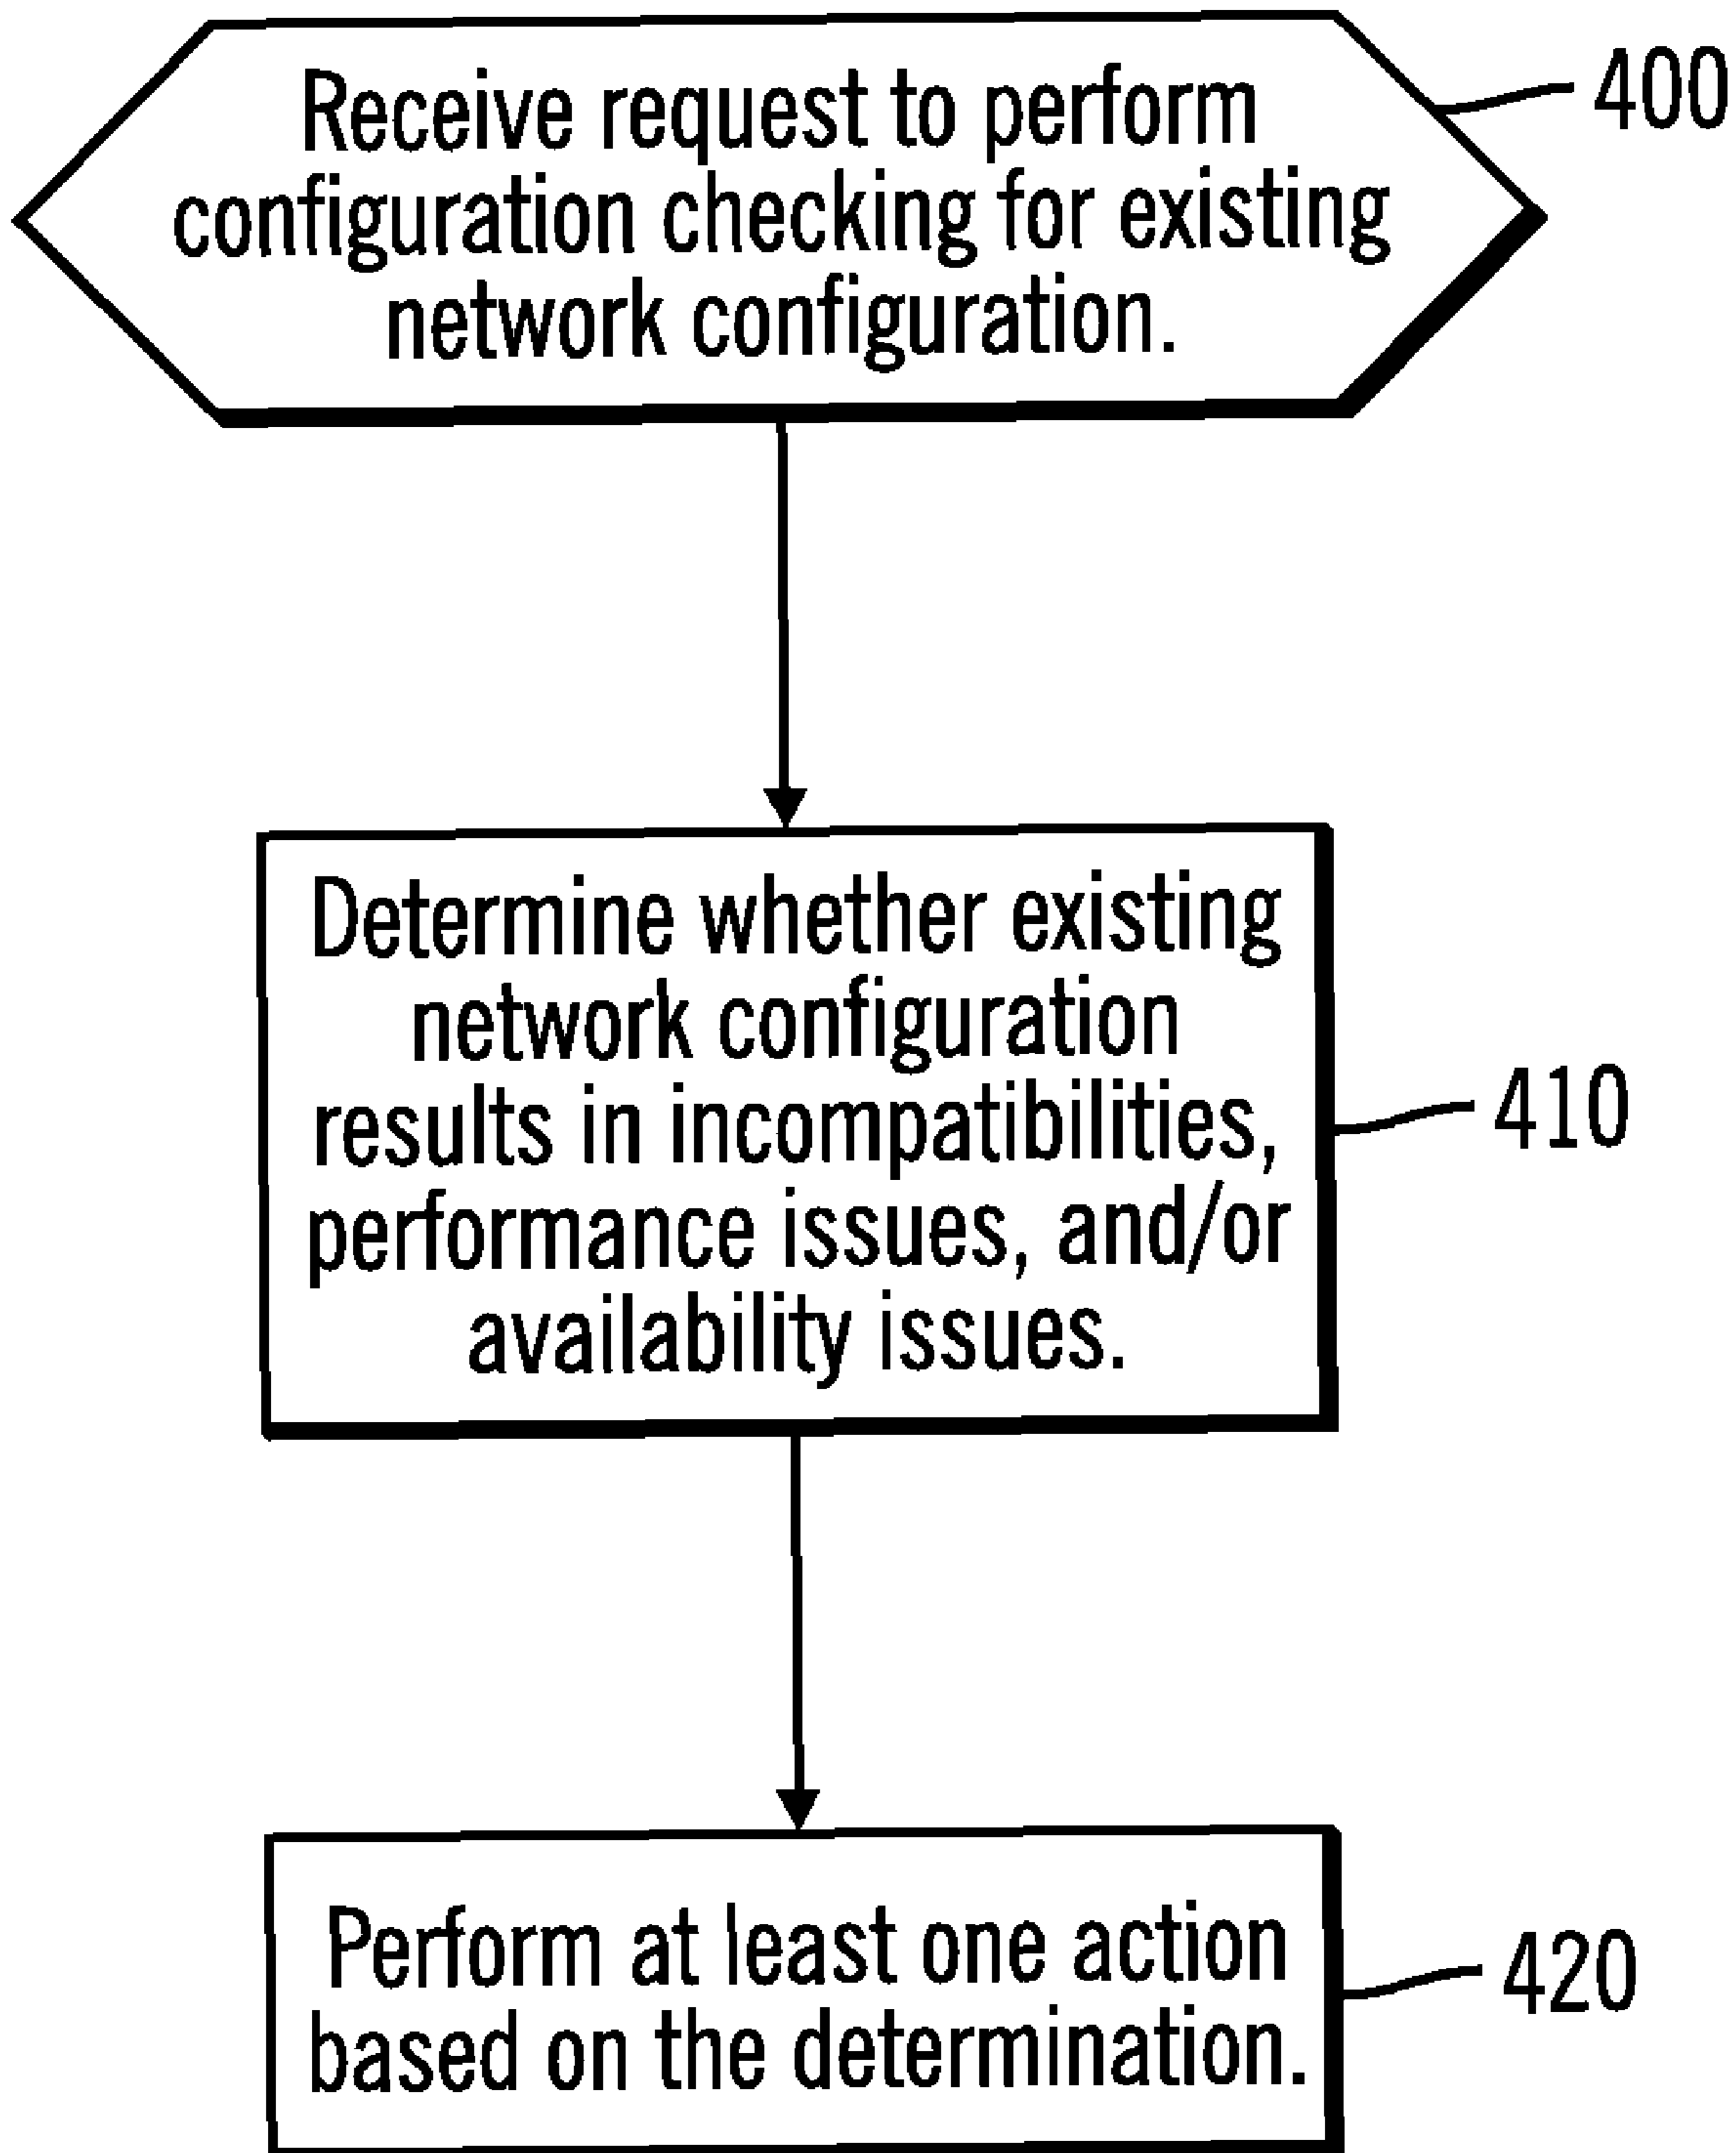 Receive request to perform
configuration checking for existing
network configuration.
400
Determine whether existing
network configuration
results in incompatibilities,
performance issues, and/or
availability issues.
410
Perform at least one action
based on the determination.
420